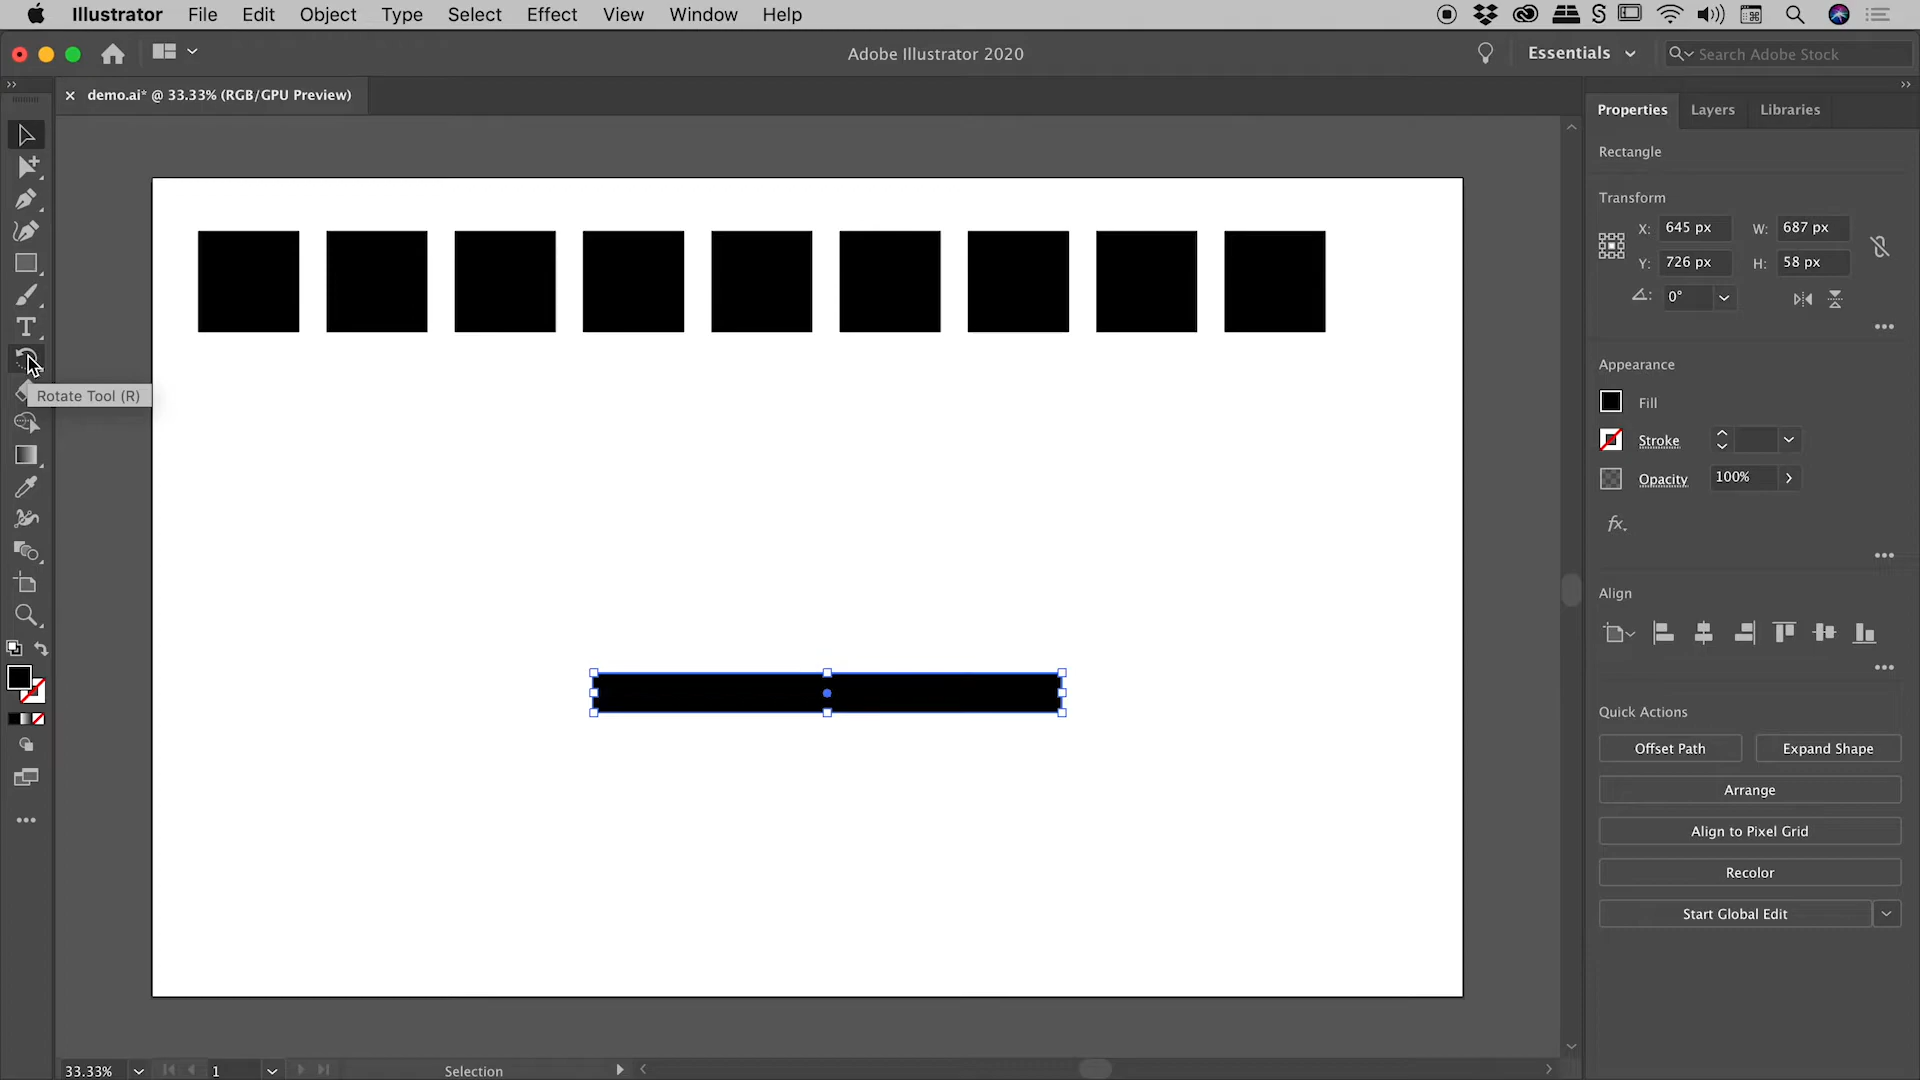 Illustrator File Edit Object Type Select Effect View Window Help
Adobe Illustrator 2020
Essentials
Search Adobe Stock
demo.ai* @ 33.33% (RGB/GPU Preview)
Properties Layers Libraries
Rectangle
Transform
X: 645 px W: 687 px
Y: 726 px H: 58 px
0°
Rotate Tool (R)
Appearance
Fill
Stroke
Opacity 100%
fx.
Align
Quick Actions
Offset Path Expand Shape
Arrange
Align to Pixel Grid
Recolor
Start Global Edit
33.33% 1 Selection